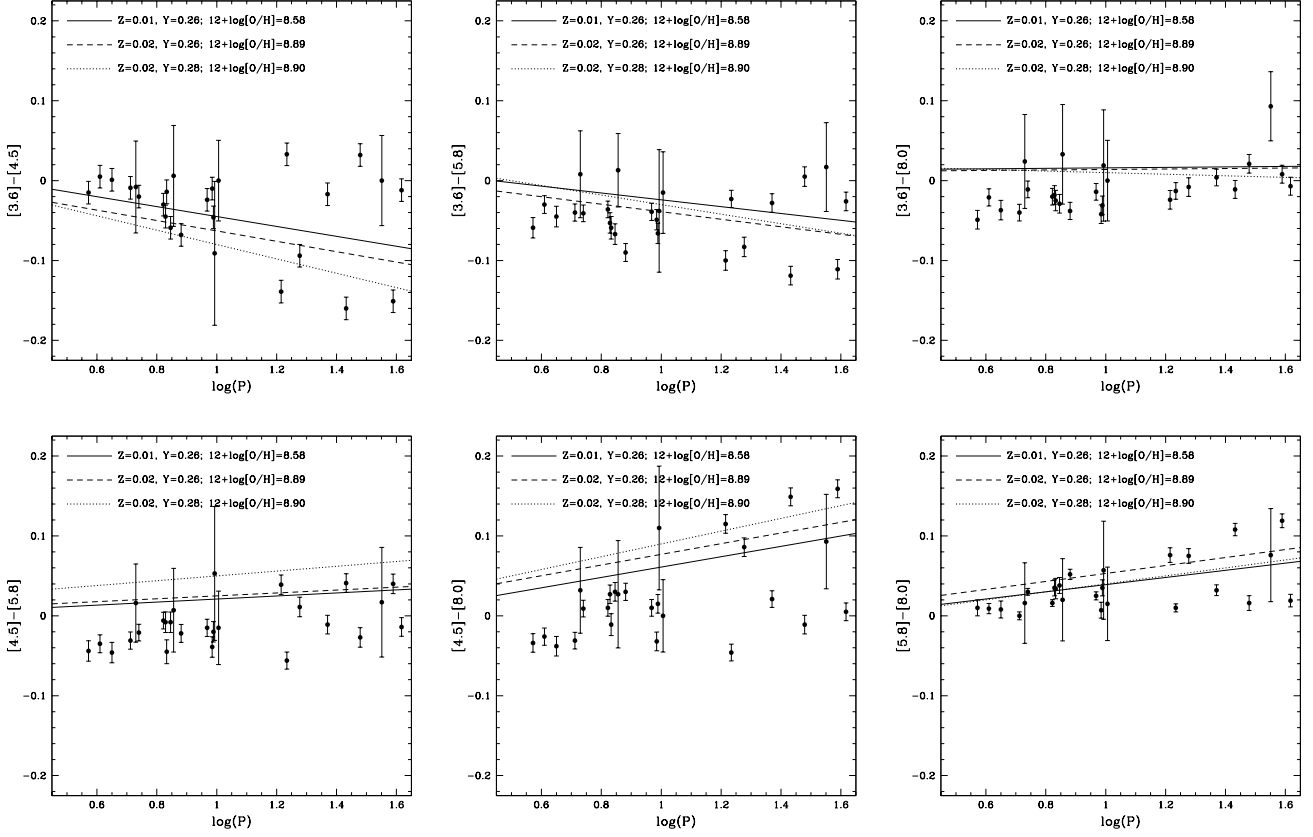 Z=0.01, Y=0.26; 12+log[O/H]=8.58
Z=0.02, Y=0.26; 12+log[O/H]=8.89
Z=0.02, Y=0.28; 12+log[O/H]=8.90
0.2
0.1
0
−0.1
−0.2
[3.6]−[4.5]
0.6 0.8 1 1.2 1.4 1.6
log(P)
Z=0.01, Y=0.26; 12+log[O/H]=8.58
Z=0.02, Y=0.26; 12+log[O/H]=8.89
Z=0.02, Y=0.28; 12+log[O/H]=8.90
0.2
0.1
0
−0.1
−0.2
[3.6]−[5.8]
0.6 0.8 1 1.2 1.4 1.6
log(P)
Z=0.01, Y=0.26; 12+log[O/H]=8.58
Z=0.02, Y=0.26; 12+log[O/H]=8.89
Z=0.02, Y=0.28; 12+log[O/H]=8.90
0.2
0.1
0
−0.1
−0.2
[3.6]−[8.0]
0.6 0.8 1 1.2 1.4 1.6
log(P)
Z=0.01, Y=0.26; 12+log[O/H]=8.58
Z=0.02, Y=0.26; 12+log[O/H]=8.89
Z=0.02, Y=0.28; 12+log[O/H]=8.90
0.2
0.1
0
−0.1
−0.2
[4.5]−[5.8]
0.6 0.8 1 1.2 1.4 1.6
log(P)
Z=0.01, Y=0.26; 12+log[O/H]=8.58
Z=0.02, Y=0.26; 12+log[O/H]=8.89
Z=0.02, Y=0.28; 12+log[O/H]=8.90
0.2
0.1
0
−0.1
−0.2
[4.5]−[8.0]
0.6 0.8 1 1.2 1.4 1.6
log(P)
Z=0.01, Y=0.26; 12+log[O/H]=8.58
Z=0.02, Y=0.26; 12+log[O/H]=8.89
Z=0.02, Y=0.28; 12+log[O/H]=8.90
0.2
0.1
0
−0.1
−0.2
[5.8]−[8.0]
0.6 0.8 1 1.2 1.4 1.6
log(P)